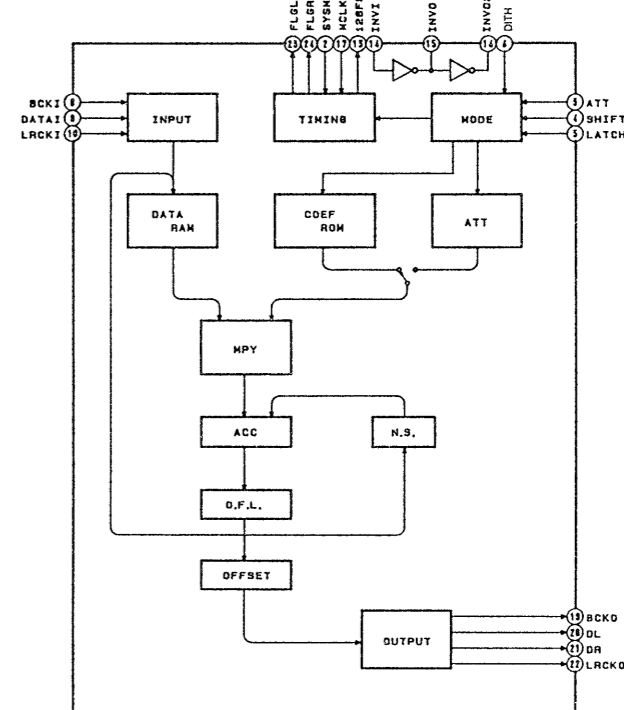 FLGL FLGR SYSM MCLK 128F INVI INVO INVO DITH
23 24 2 17 13 14 15 16 6
BCKI 8
DATAI 9
LRCKI 10
INPUT
TIMING
MODE
3 ATT
4 SHIFT
5 LATCH
DATA
RAM
COEF
ROM
ATT
MPY
ACC
N.S.
O.F.L.
OFFSET
OUTPUT
19 BCKO
20 DL
21 DR
22 LRCKO